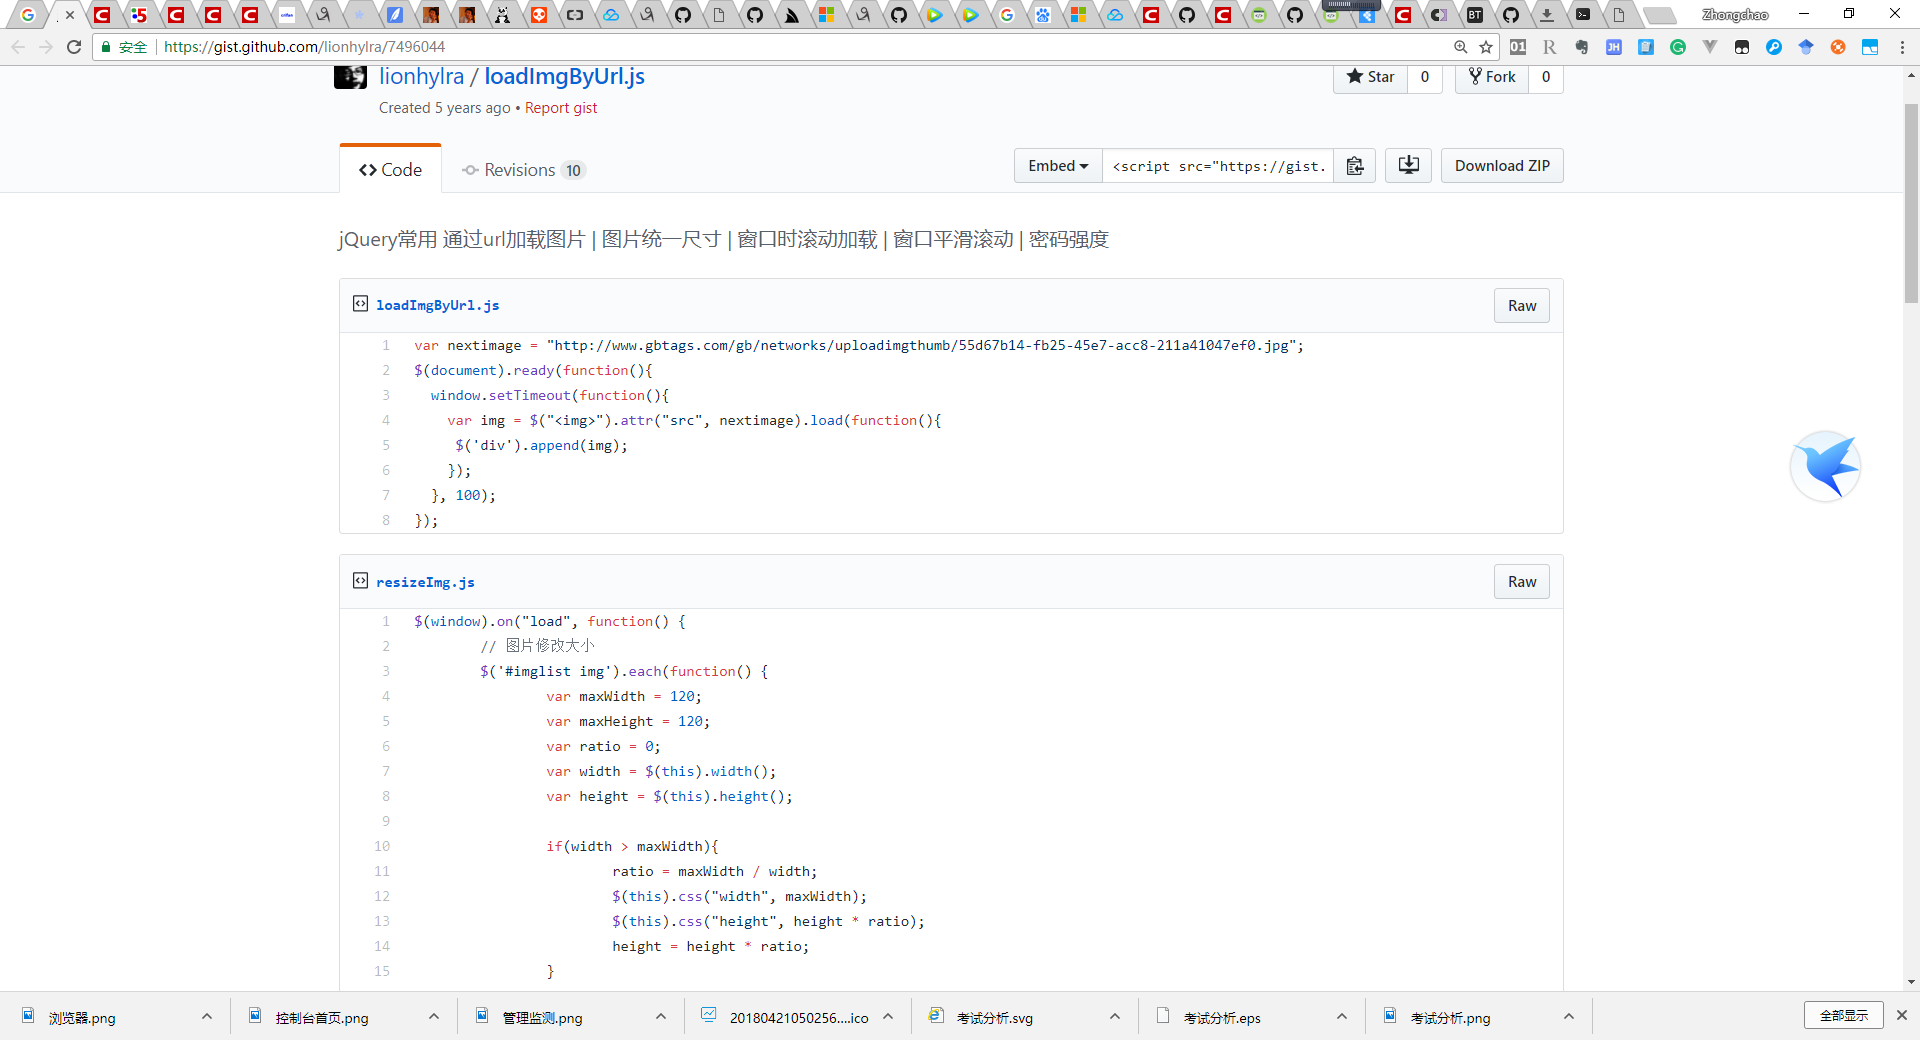 Zhongchao
安全 | https://gist.github.com/lionhylra/7496044
lionhylra / loadImgByUrl.js
Star 0 Fork 0
Created 5 years ago • Report gist
Code Revisions 10 Embed <script src="https://gist. Download ZIP
jQuery常用 通过url加载图片 | 图片统一尺寸 | 窗口时滚动加载 | 窗口平滑滚动 | 密码强度
loadImgByUrl.js Raw
1 var nextimage = "http://www.gbtags.com/gb/networks/uploadimgthumb/55d67b14-fb25-45e7-acc8-211a41047ef0.jpg";
2 $(document).ready(function(){
3 window.setTimeout(function(){
4 var img = $("<img>").attr("src", nextimage).load(function(){
5 $('div').append(img);
6 });
7 }, 100);
8 });
resizeImg.js Raw
1 $(window).on("load", function() {
2 // 图片修改大小
3 $('#imglist img').each(function() {
4 var maxWidth = 120;
5 var maxHeight = 120;
6 var ratio = 0;
7 var width = $(this).width();
8 var height = $(this).height();
9
10 if(width > maxWidth){
11 ratio = maxWidth / width;
12 $(this).css("width", maxWidth);
13 $(this).css("height", height * ratio);
14 height = height * ratio;
15 }
浏览器.png 控制台首页.png 管理监测.png 20180421050256....ico 考试分析.svg 考试分析.eps 考试分析.png 全部显示